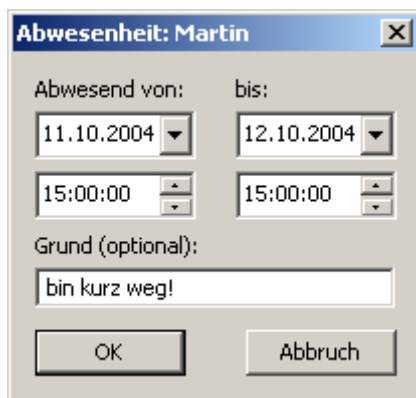 Abwesenheit: Martin
Abwesend von: bis:
11.10.2004 12.10.2004
15:00:00 15:00:00
Grund (optional):
bin kurz weg!
OK Abbruch